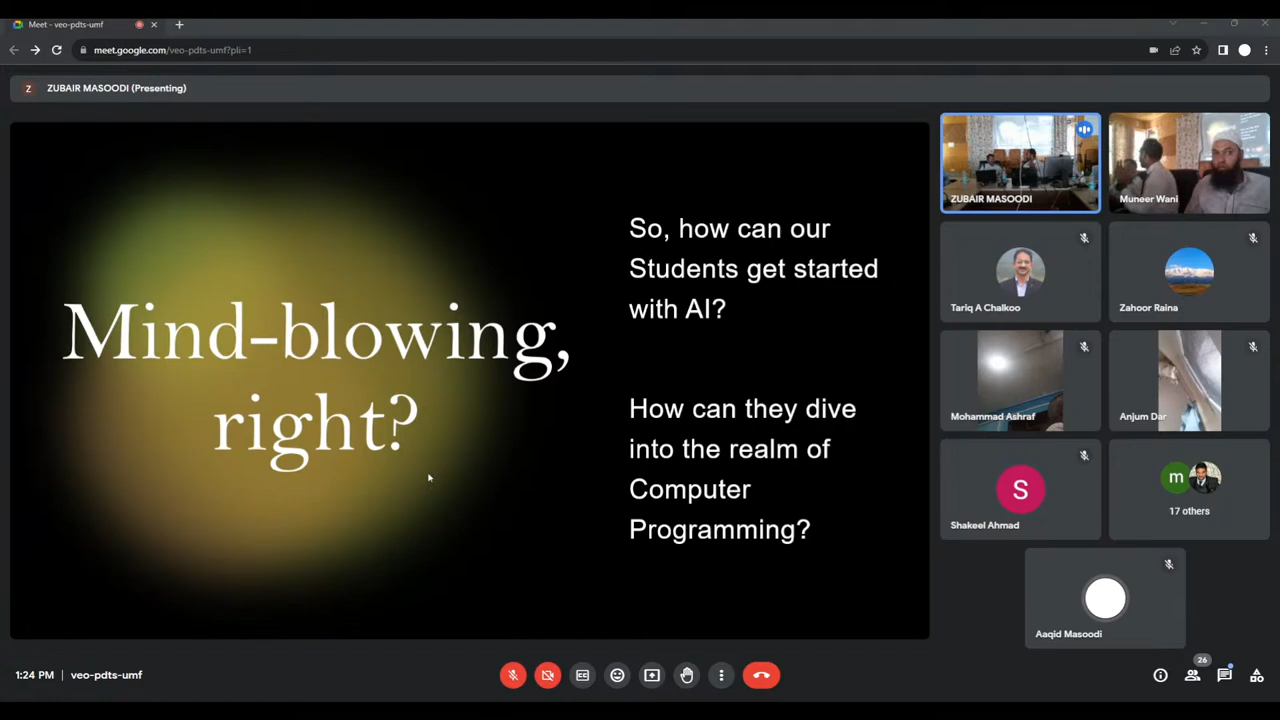 Meet - veo-pdts-umf
meet.google.com/veo-pdts-umf?pli=1
Z ZUBAIR MASOODI (Presenting)
Mind-blowing,
right?
So, how can our
Students get started
with AI?
How can they dive
into the realm of
Computer
Programming?
ZUBAIR MASOODI
Muneer Wani
Tariq A Chalkoo
Zahoor Raina
Mohammad Ashraf
Anjum Dar
S
Shakeel Ahmad
m
17 others
Aaqid Masoodi
1:24 PM | veo-pdts-umf
26